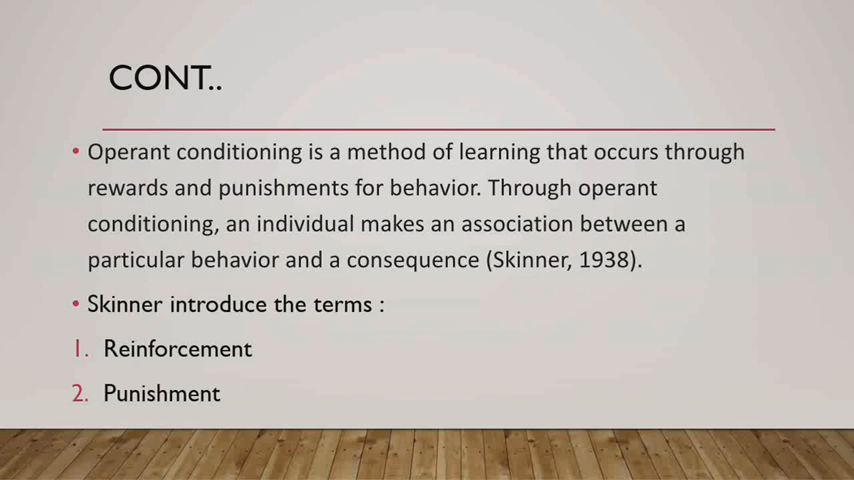 CONT..
• Operant conditioning is a method of learning that occurs through
rewards and punishments for behavior. Through operant
conditioning, an individual makes an association between a
particular behavior and a consequence (Skinner, 1938).
• Skinner introduce the terms :
1. Reinforcement
2. Punishment